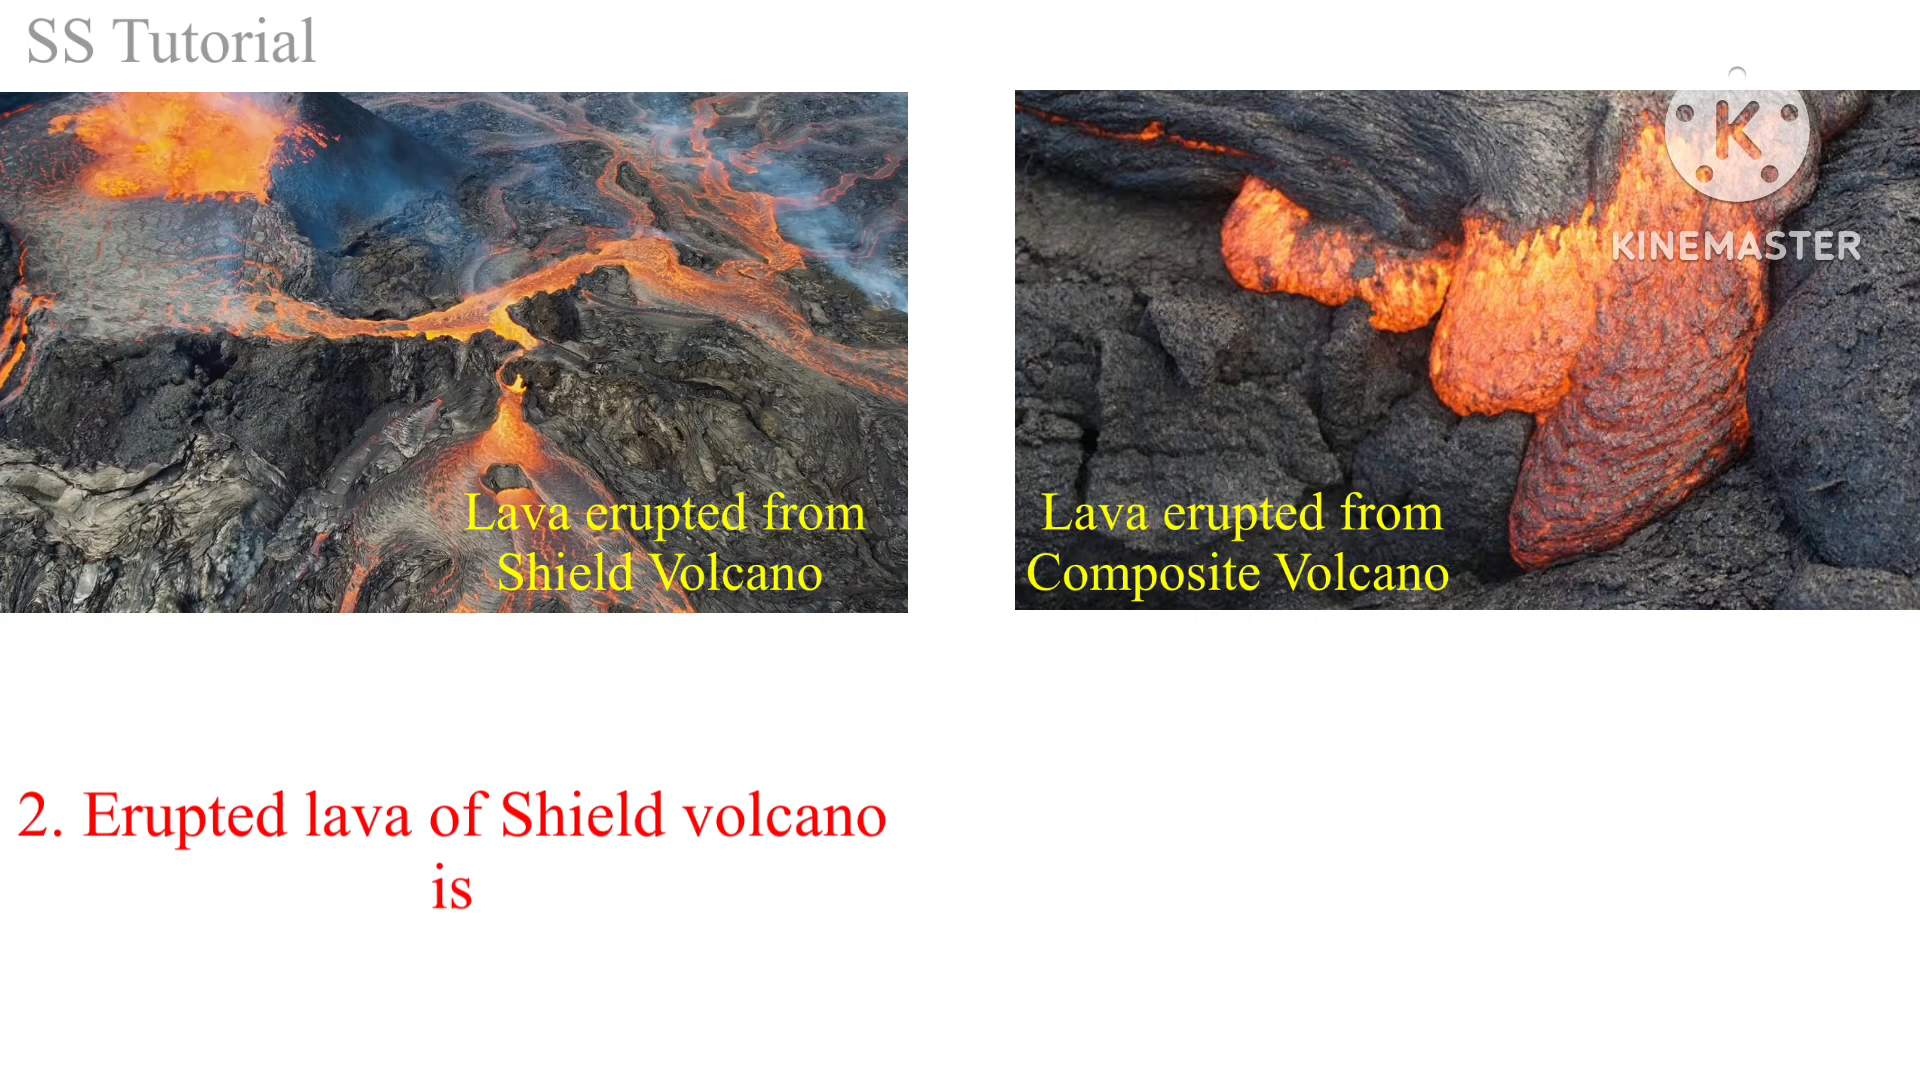 SS Tutorial
K
KINEMASTER
Lava erupted from
Shield Volcano
Lava erupted from
Composite Volcano
2. Erupted lava of Shield volcano
is